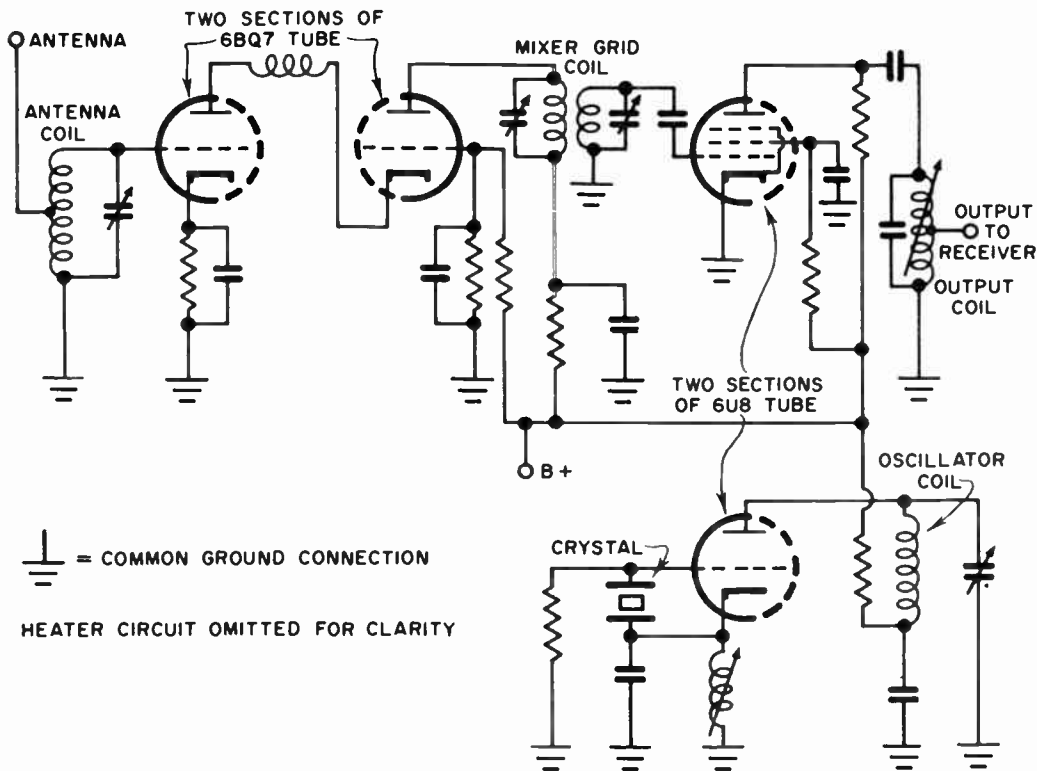 TWO SECTIONS OF
6BQ7 TUBE
ANTENNA
MIXER GRID
COIL
ANTENNA
COIL
OUTPUT
TO
RECEIVER
OUTPUT
COIL
TWO SECTIONS
OF 6U8 TUBE
B+
OSCILLATOR
COIL
CRYSTAL
= COMMON GROUND CONNECTION
HEATER CIRCUIT OMITTED FOR CLARITY